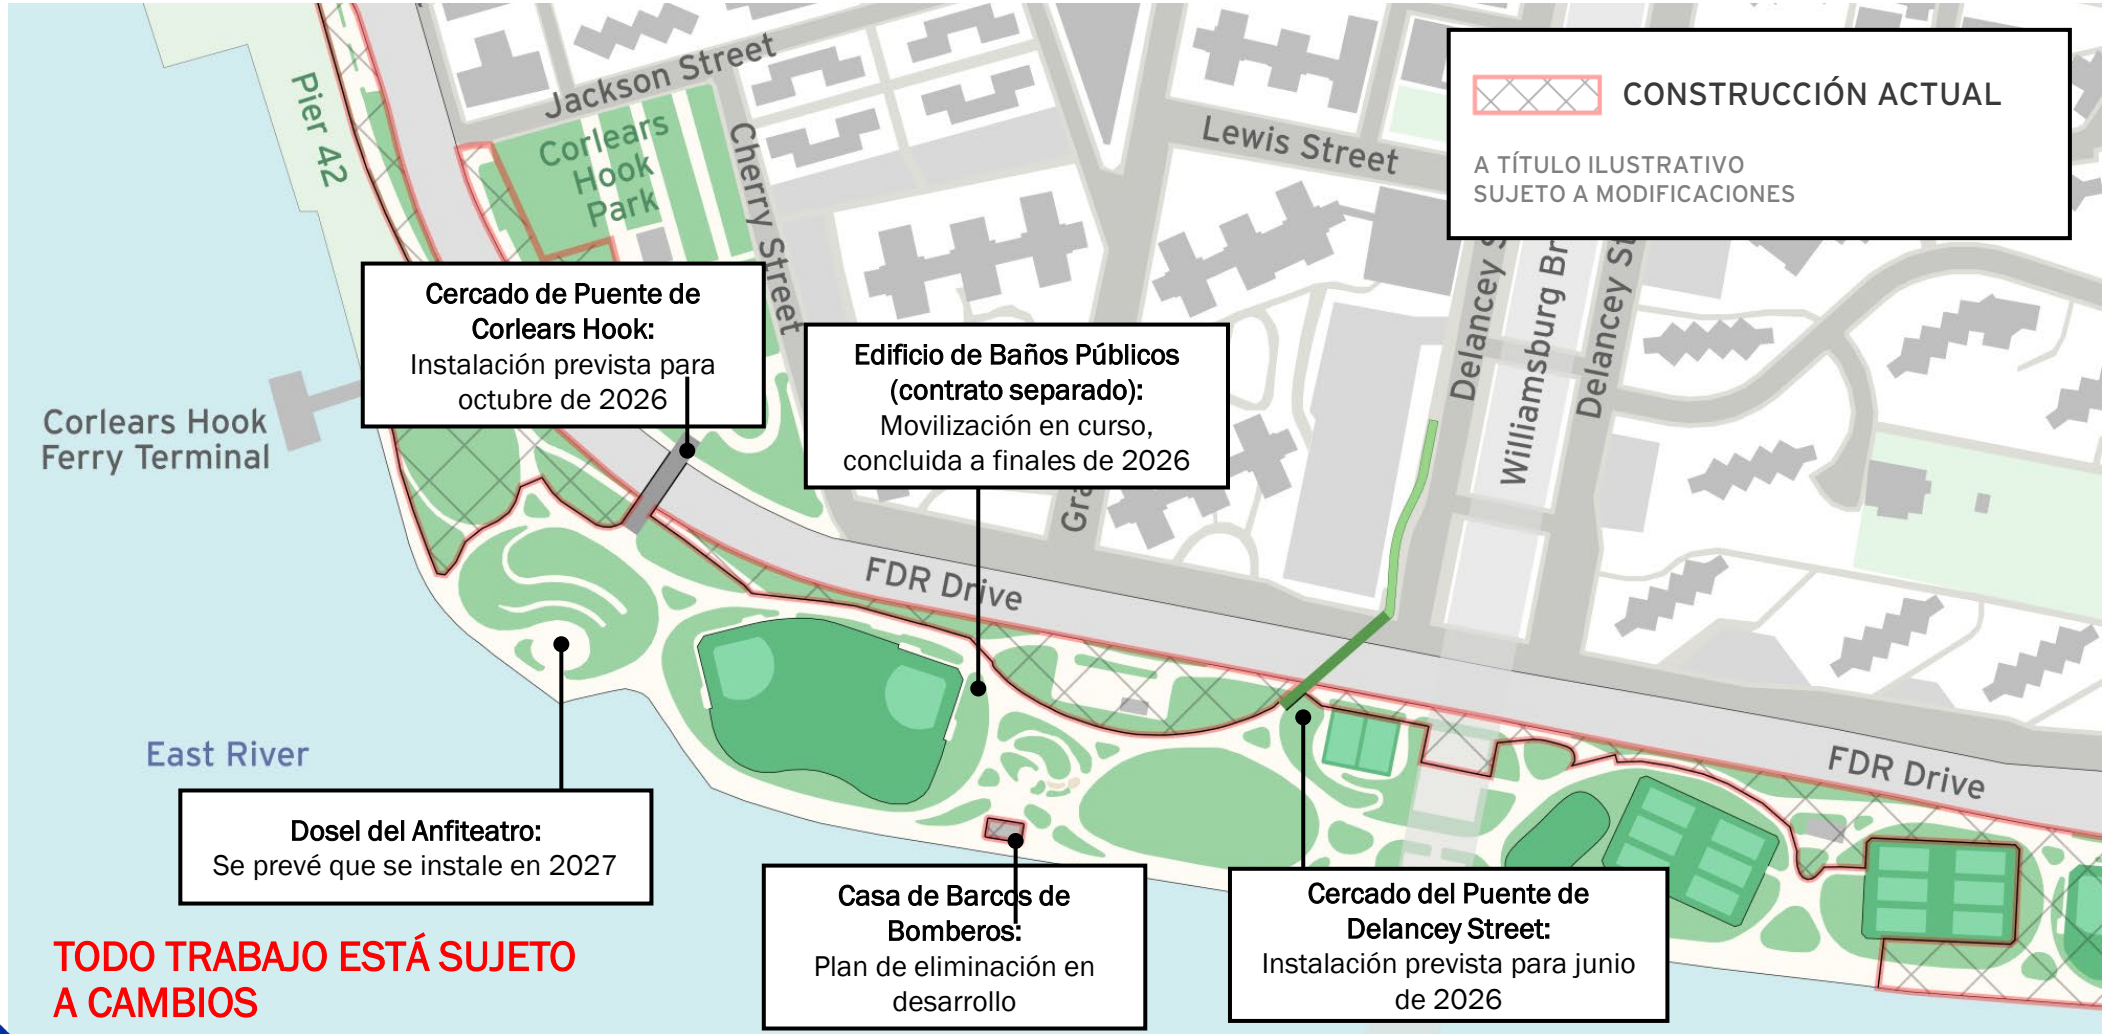 Pier 42
Jackson Street
Corlears
Hook
Park
Cherry Street
Lewis Street
CONSTRUCCIÓN ACTUAL
A TÍTULO ILUSTRATIVO
SUJETO A MODIFICACIONES
Delancey S
Williamsburg Br
Delancey St
Cercado de Puente de
Corlears Hook:
Instalación prevista para
octubre de 2026
Edificio de Baños Públicos
(contrato separado):
Movilización en curso,
concluida a finales de 2026
Gra
Corlears Hook
Ferry Terminal
FDR Drive
East River
FDR Drive
Dosel del Anfiteatro:
Se prevé que se instale en 2027
Casa de Barcos de
Bomberos:
Plan de eliminación en
desarrollo
Cercado del Puente de
Delancey Street:
Instalación prevista para junio
de 2026
TODO TRABAJO ESTÁ SUJETO
A CAMBIOS